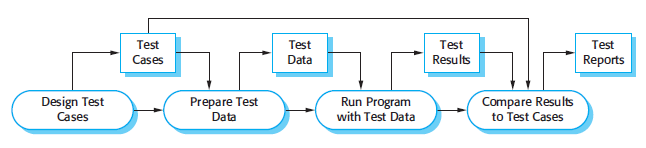 Test
Cases
Test
Data
Test
Results
Test
Reports
Design Test
Cases
Prepare Test
Data
Run Program
with Test Data
Compare Results
to Test Cases